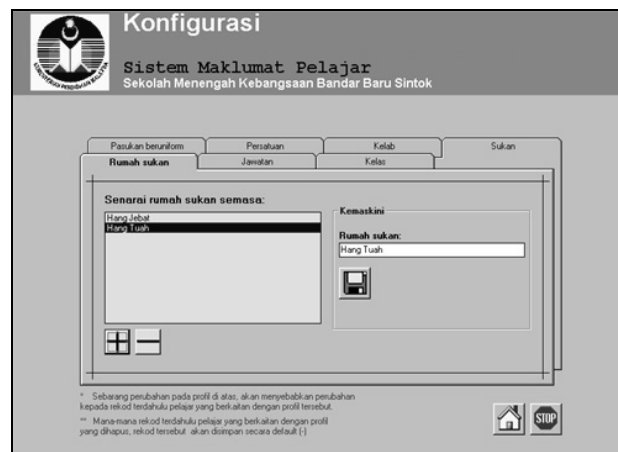 Konfigurasi
Sistem Maklumat Pelajar
Sekolah Menengah Kebangsaan Bandar Baru Sintok
Pasukan beruniform Persatuan Kelab Sukan
Rumah sukan Jawatan Kelas
Senarai rumah sukan semasa:
Hang Jebat
Hang Tuah
Kemaskini
Rumah sukan:
Hang Tuah
* Sebarang perubahan pada profil di atas, akan menyebabkan perubahan
kepada rekod terdahulu pelajar yang berkaitan dengan profil tersebut.
** Mana-mana rekod terdahulu pelajar yang berkaitan dengan profil
yang dihapus, rekod tersebut akan disimpan secara default (-)
STOP